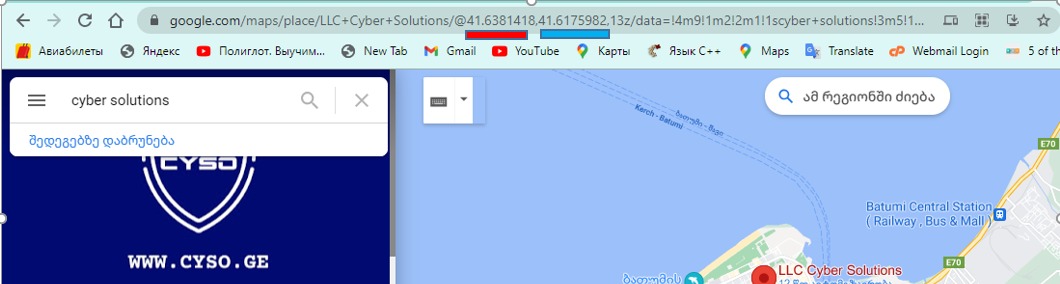 google.com/maps/place/LLC+Cyber+Solutions/@41.6381418,41.6175982,13z/data=!4m9!1m2!2m1!1scyber+solutions!3m5!1...
Авиабилеты Яндекс Полиглот. Выучим... New Tab Gmail YouTube Карты Язык C++ Maps Translate Webmail Login 5 of th
cyber solutions
შედეგებზე დაბრუნება
ამ რეგიონში ძიება
CYSO
WWW.CYSO.GE
Kerch - Batumi
E70
Batumi Central Station
( Railway , Bus & Mall )
E70
ბათუმის
LLC Cyber Solutions